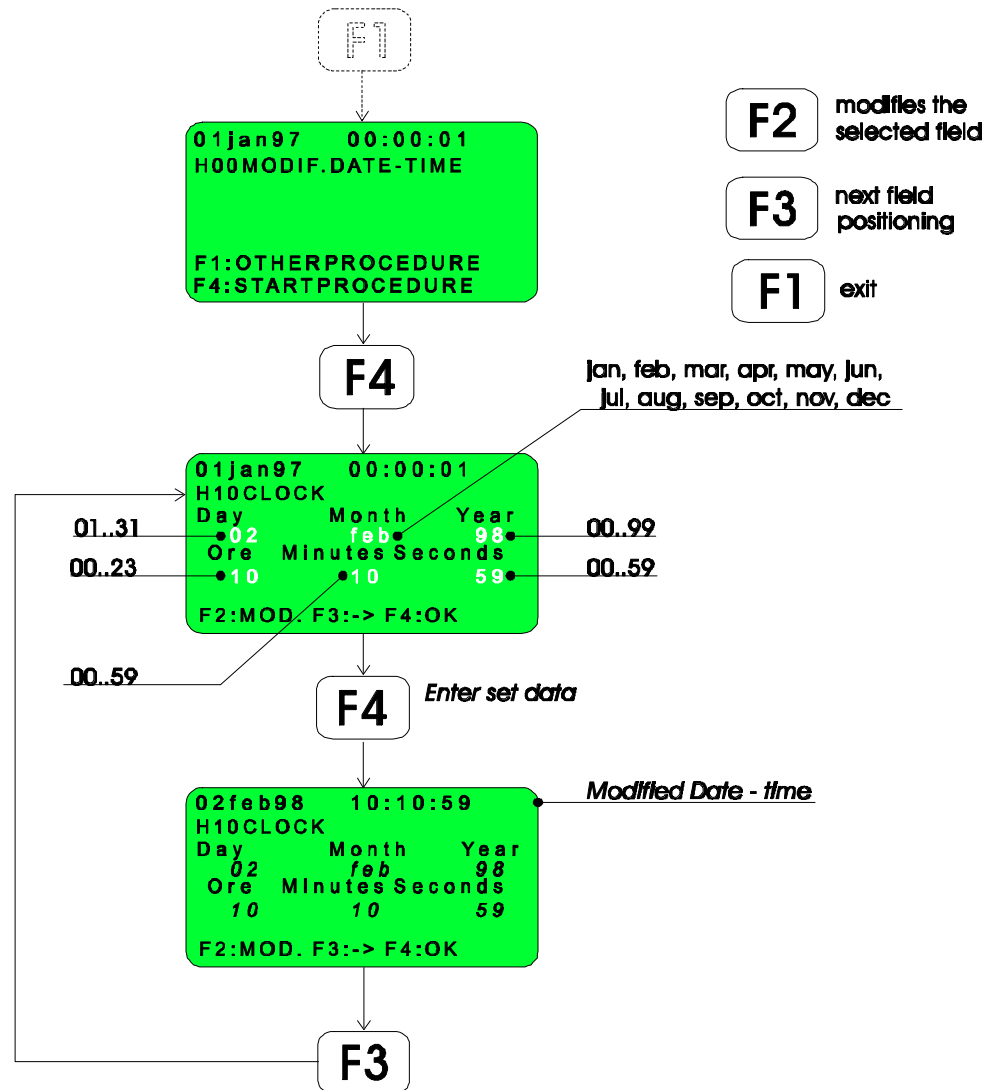 F1
01jan97 00:00:01
H00MODIF.DATE-TIME
F1:OTHERPROCEDURE
F4:STARTPROCEDURE
F2 modifies the
selected field
F3 next field
positioning
F1 exit
F4
jan, feb, mar, apr, may, jun,
jul, aug, sep, oct, nov, dec
01jan97 00:00:01
H10CLOCK
Day Month Year
01..31 02 feb 98 00..99
Ore Minutes Seconds
00..23 10 10 59 00..59
F2:MOD. F3:-> F4:OK
00..59
F4 Enter set data
02feb98 10:10:59 Modified Date - time
H10CLOCK
Day Month Year
02 feb 98
Ore Minutes Seconds
10 10 59
F2:MOD. F3:-> F4:OK
F3